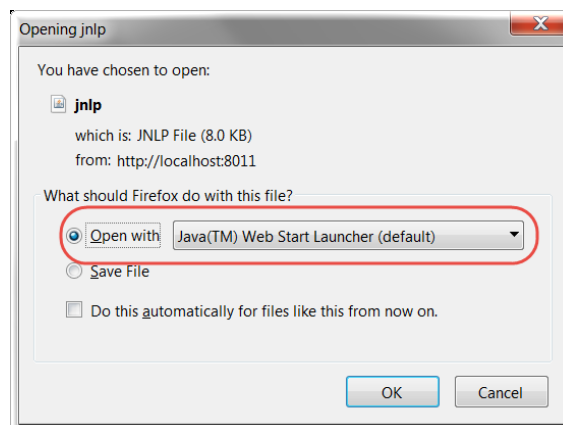 Opening jnlp
You have chosen to open:
jnlp
which is: JNLP File (8.0 KB)
from: http://localhost:8011
What should Firefox do with this file?
Open with Java(TM) Web Start Launcher (default)
Save File
Do this automatically for files like this from now on.
OK Cancel